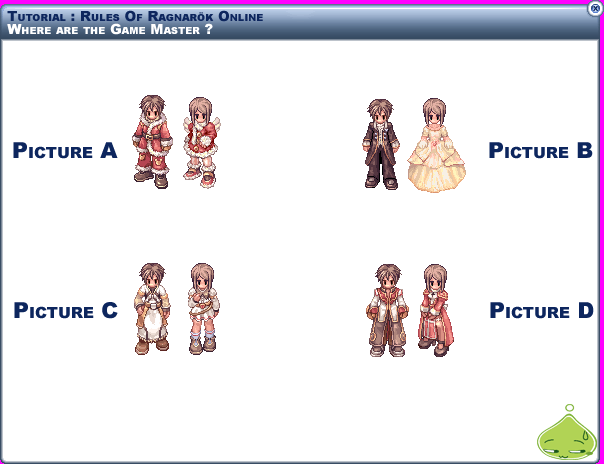 Tutorial : Rules Of Ragnarök Online
Where are the Game Master ?
Picture A
Picture B
Picture C
Picture D